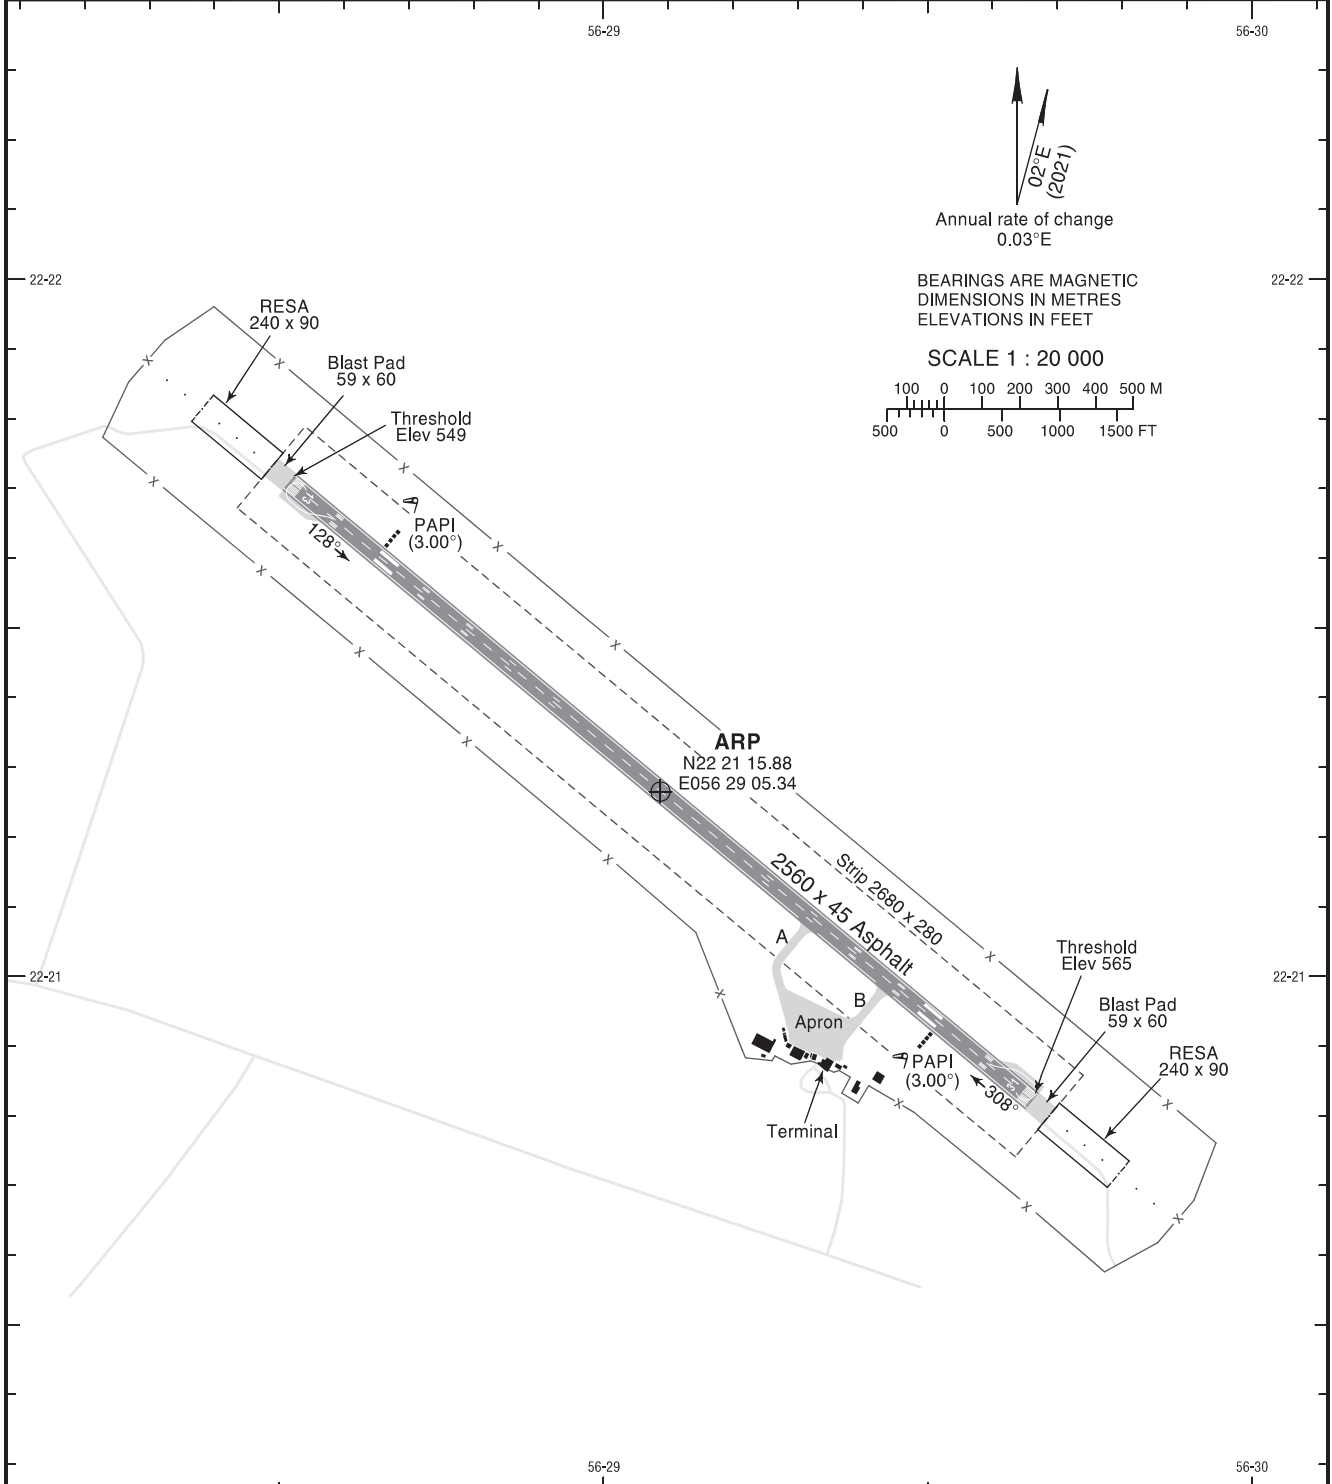 56-29
56-30
02°E
(2021)
Annual rate of change
0.03°E
22-22
22-22
BEARINGS ARE MAGNETIC
DIMENSIONS IN METRES
ELEVATIONS IN FEET
RESA
240 x 90
SCALE 1 : 20 000
Blast Pad
59 x 60
100 0 100 200 300 400 500 M
500 0 500 1000 1500 FT
Threshold
Elev 549
13
PAPI
(3.00°)
128°
ARP
N22 21 15.88
E056 29 05.34
2560 x 45 Asphalt
Strip 2680 x 280
A
Threshold
Elev 565
22-21
22-21
B
Blast Pad
59 x 60
Apron
RESA
240 x 90
PAPI
(3.00°)
31
308°
Terminal
56-29
56-30